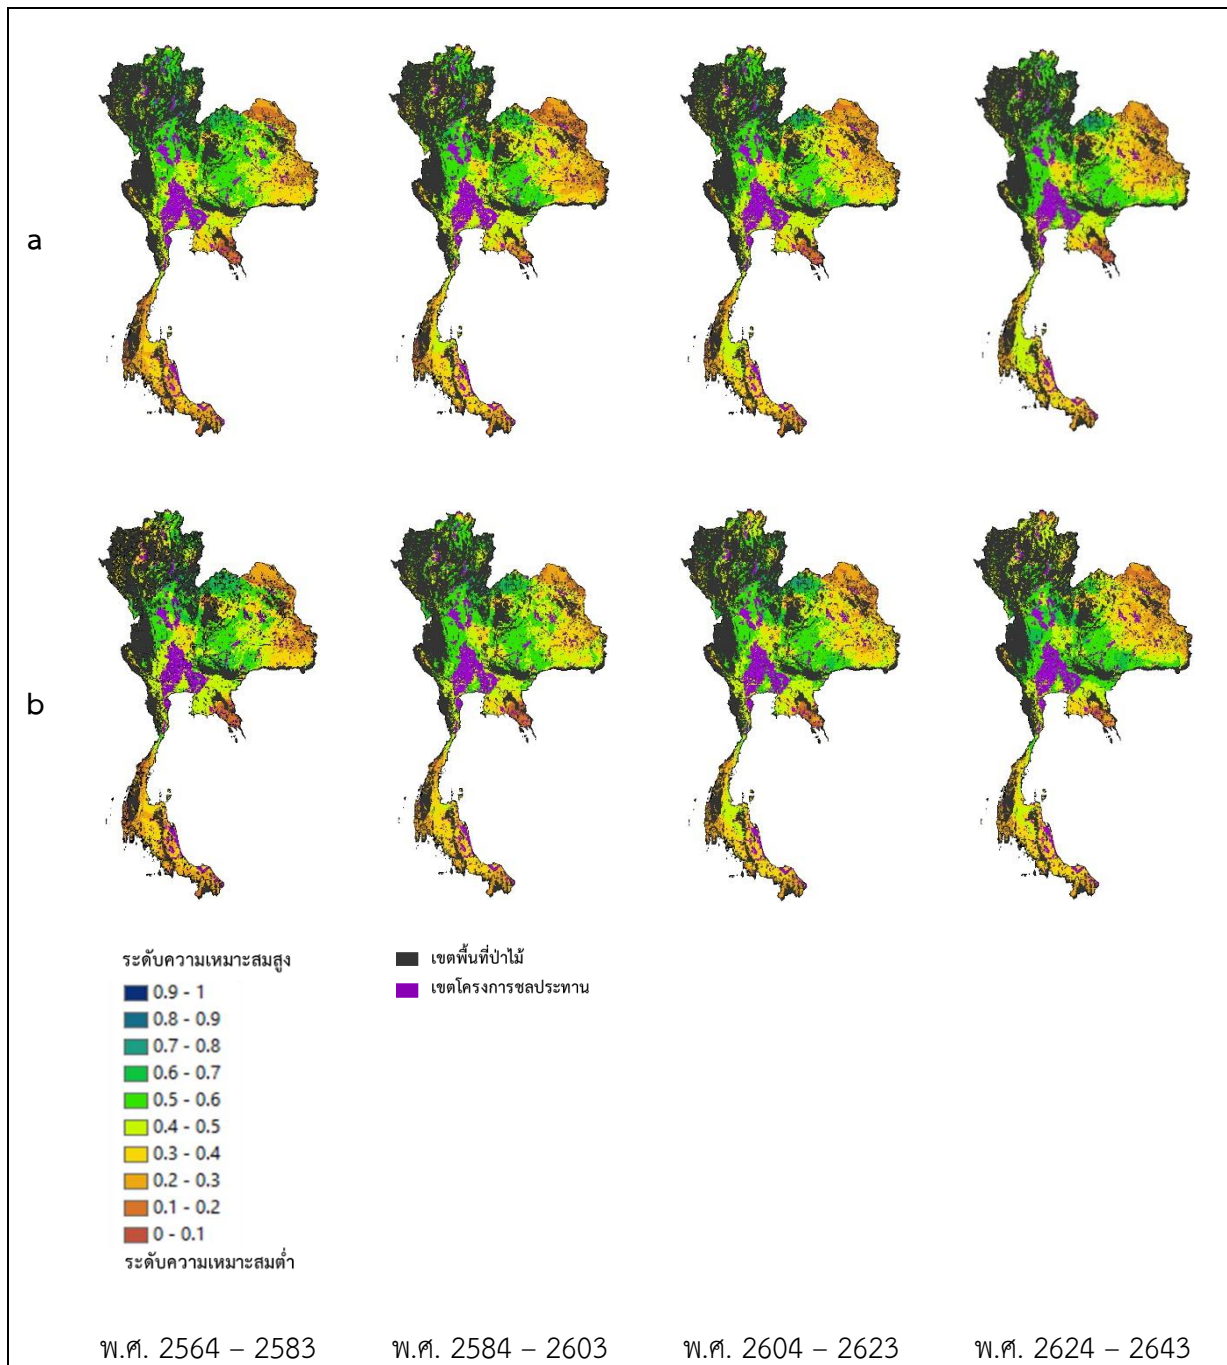 a
b
ระดับความเหมาะสมสูง
0.9 - 1
0.8 - 0.9
0.7 - 0.8
0.6 - 0.7
0.5 - 0.6
0.4 - 0.5
0.3 - 0.4
0.2 - 0.3
0.1 - 0.2
0 - 0.1
ระดับความเหมาะสมต่ำ
เขตพื้นที่ป่าไม้
เขตโครงการชลประทาน
พ.ศ. 2564 – 2583 พ.ศ. 2584 – 2603 พ.ศ. 2604 – 2623 พ.ศ. 2624 – 2643